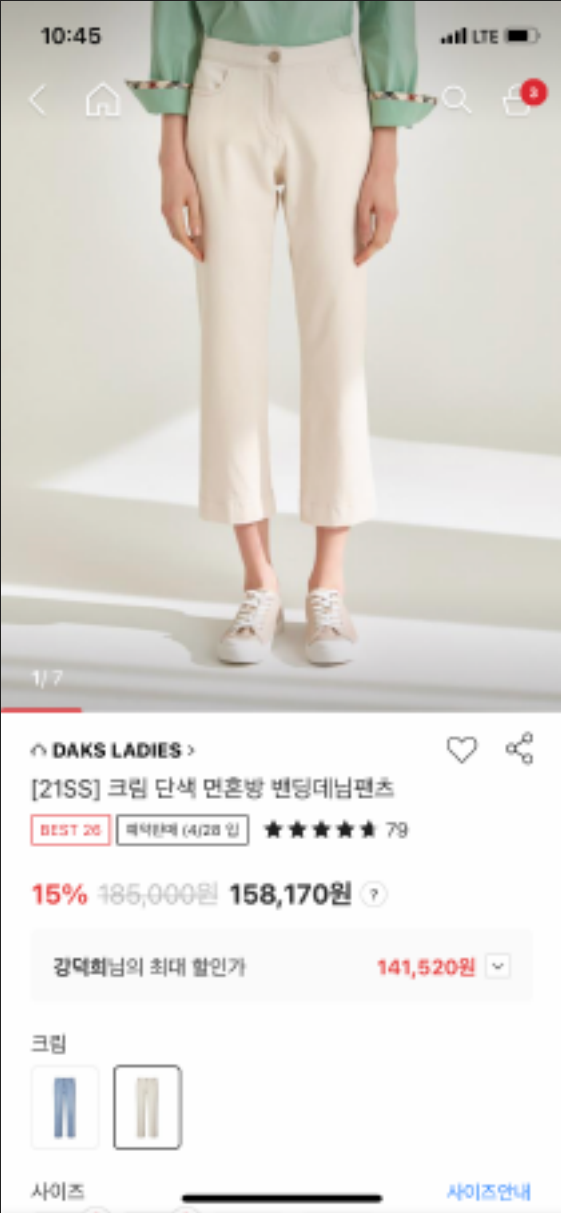 10:45 LTE
3
1/7
DAKS LADIES >
[21SS] 크림 단색 면혼방 밴딩데님팬츠
BEST 26 예약판매 (4/28 입 79
15% 185,000원 158,170원 ?
강덕희님의 최대 할인가 141,520원
크림
사이즈 사이즈안내